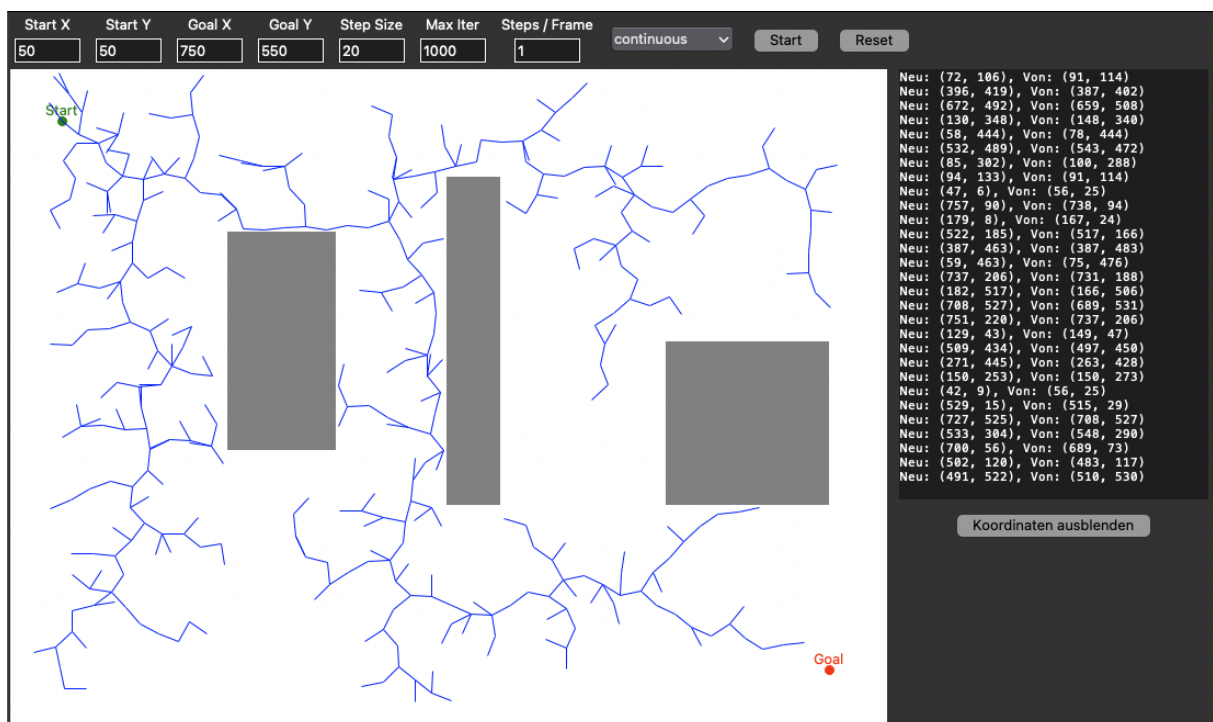 Start X Start Y Goal X Goal Y Step Size Max Iter Steps / Frame
50 50 750 550 20 1000 1 continuous Start Reset
Start
Goal
Neu: (72, 106), Von: (91, 114)
Neu: (396, 419), Von: (387, 402)
Neu: (672, 492), Von: (659, 508)
Neu: (130, 348), Von: (148, 340)
Neu: (58, 444), Von: (78, 444)
Neu: (532, 489), Von: (543, 472)
Neu: (85, 302), Von: (100, 288)
Neu: (94, 133), Von: (91, 114)
Neu: (47, 6), Von: (56, 25)
Neu: (757, 90), Von: (738, 94)
Neu: (179, 8), Von: (167, 24)
Neu: (522, 185), Von: (517, 166)
Neu: (387, 463), Von: (387, 483)
Neu: (59, 463), Von: (75, 476)
Neu: (737, 206), Von: (731, 188)
Neu: (182, 517), Von: (166, 506)
Neu: (708, 527), Von: (689, 531)
Neu: (751, 220), Von: (737, 206)
Neu: (129, 43), Von: (149, 47)
Neu: (509, 434), Von: (497, 450)
Neu: (271, 445), Von: (263, 428)
Neu: (150, 253), Von: (150, 273)
Neu: (42, 9), Von: (56, 25)
Neu: (529, 15), Von: (515, 29)
Neu: (727, 525), Von: (708, 527)
Neu: (533, 304), Von: (548, 290)
Neu: (700, 56), Von: (689, 73)
Neu: (502, 120), Von: (483, 117)
Neu: (491, 522), Von: (510, 530)
Koordinaten ausblenden